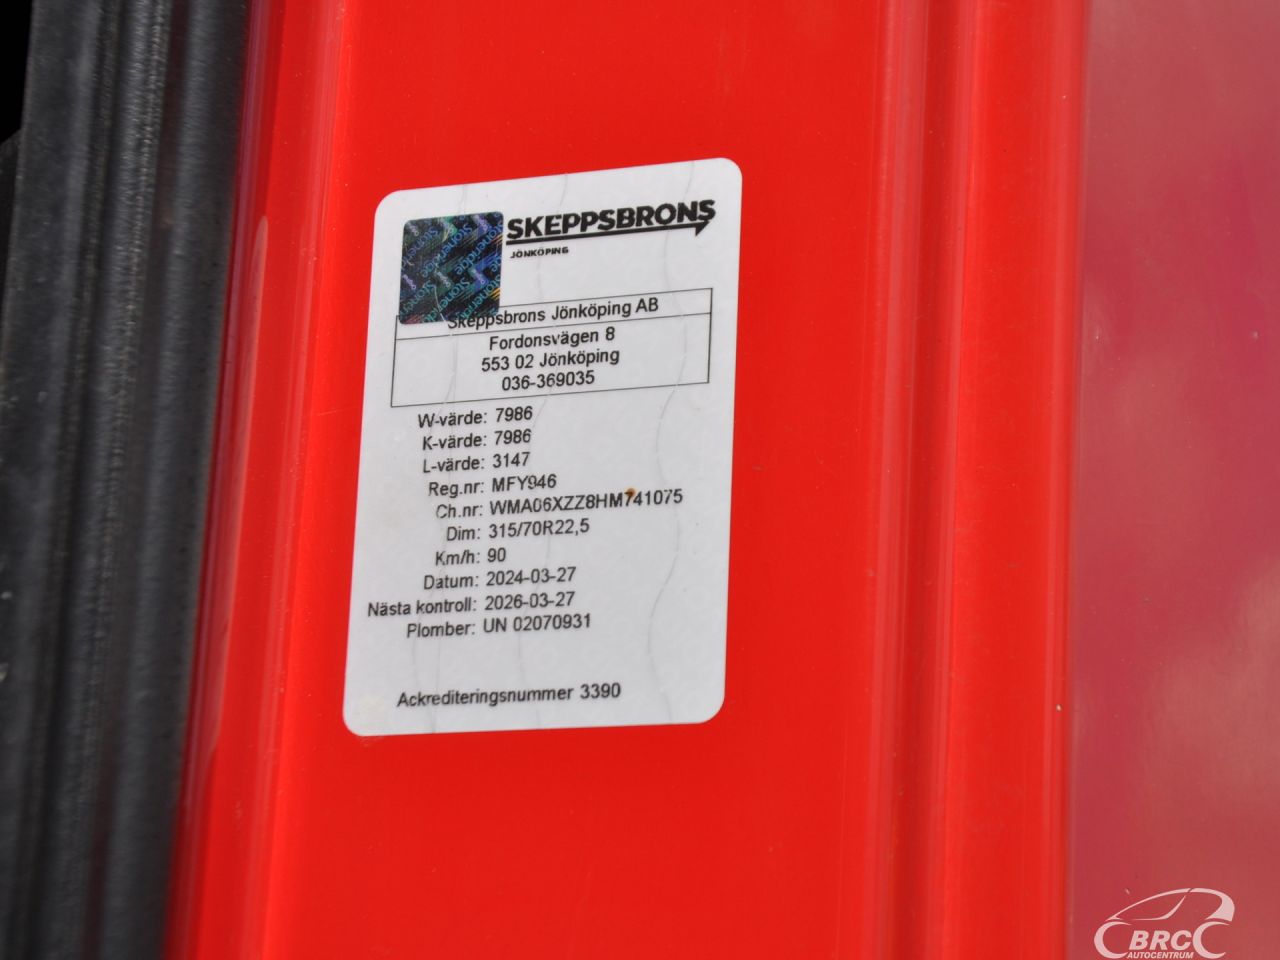 SKEPPSBRONS
JÖNKÖPING
Stoneridge
Skeppsbrons Jönköping AB
Fordonsvägen 8
553 02 Jönköping
036-369035
W-värde: 7986
K-värde: 7986
L-värde: 3147
Reg.nr: MFY946
Ch.nr: WMA06XZZ8HM741075
Dim: 315/70R22,5
Km/h: 90
Datum: 2024-03-27
Nästa kontroll: 2026-03-27
Plomber: UN 02070931
Ackrediteringsnummer 3390
BRC
AUTOCENTRUM